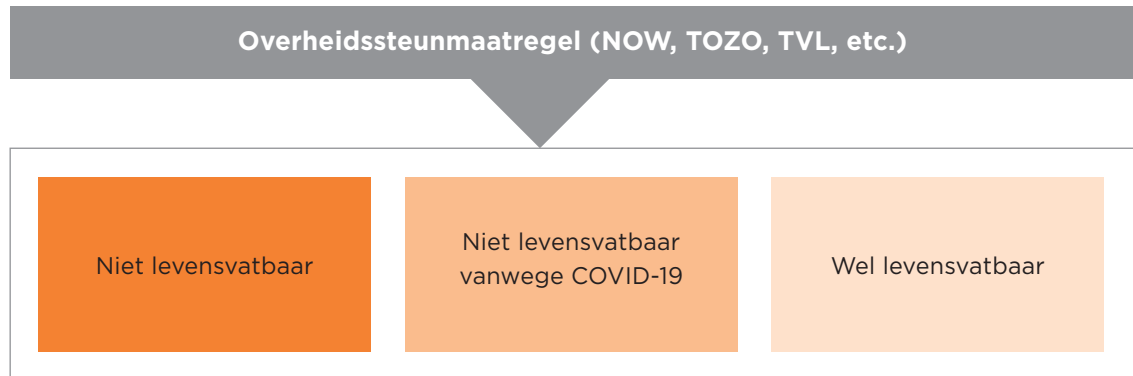 Overheidssteunmaatregel (NOW, TOZO, TVL, etc.)
Niet levensvatbaar
Niet levensvatbaar
vanwege COVID-19
Wel levensvatbaar